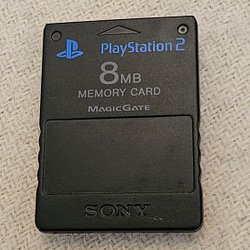 PlayStation 2
8MB
MEMORY CARD
MAGICGATE
SONY